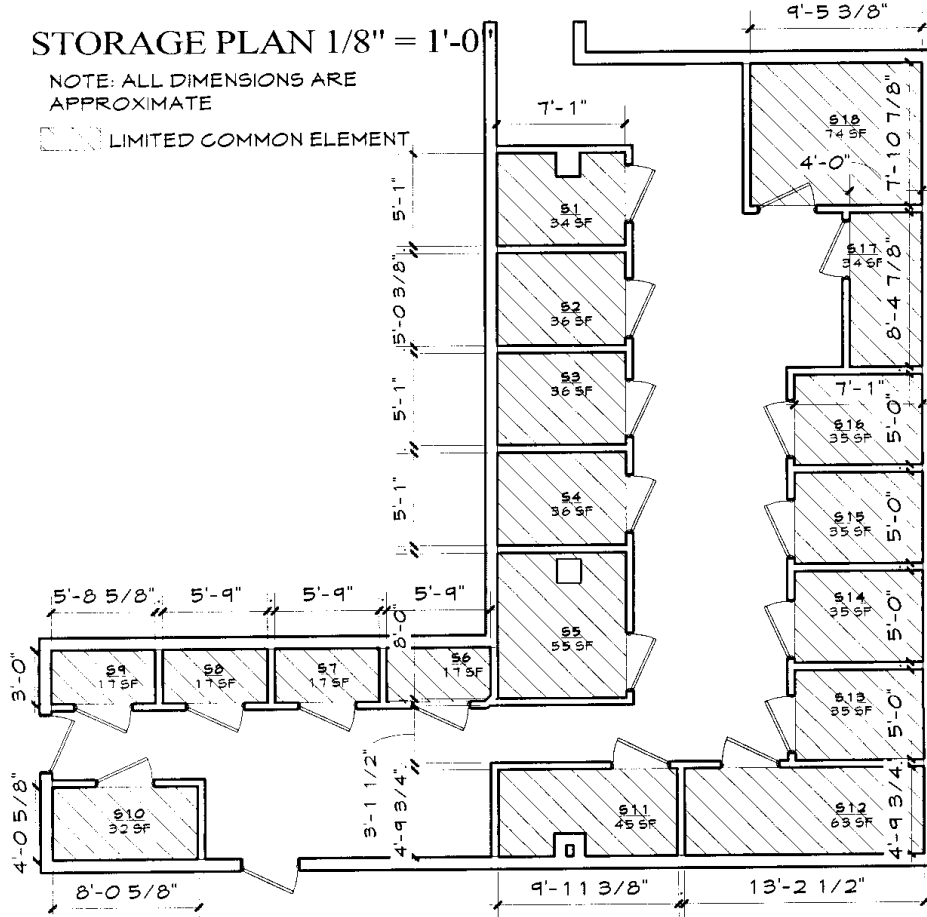 STORAGE PLAN 1/8" = 1'-0"
NOTE: ALL DIMENSIONS ARE
APPROXIMATE
LIMITED COMMON ELEMENT
9'-5 3/8"
7'-1"
S18
74 SF
7'-10 7/8"
4'-0"
5'-1"
S1
34 SF
S17
34 SF
8'-4 7/8"
5'-0 3/8"
S2
36 SF
5'-1"
S3
36 SF
7'-1"
S16
35 SF
5'-0"
5'-1"
S4
36 SF
S15
35 SF
5'-0"
5'-8 5/8"
5'-9"
5'-9"
5'-9"
8'-0"
S5
55 SF
S14
35 SF
5'-0"
3'-0"
S9
17 SF
S8
17 SF
S7
17 SF
S6
17 SF
S13
35 SF
5'-0"
4'-0 5/8"
S10
32 SF
3'-1 1/2"
4'-9 3/4"
S11
45 SF
S12
63 SF
4'-9 3/4"
8'-0 5/8"
9'-11 3/8"
13'-2 1/2"